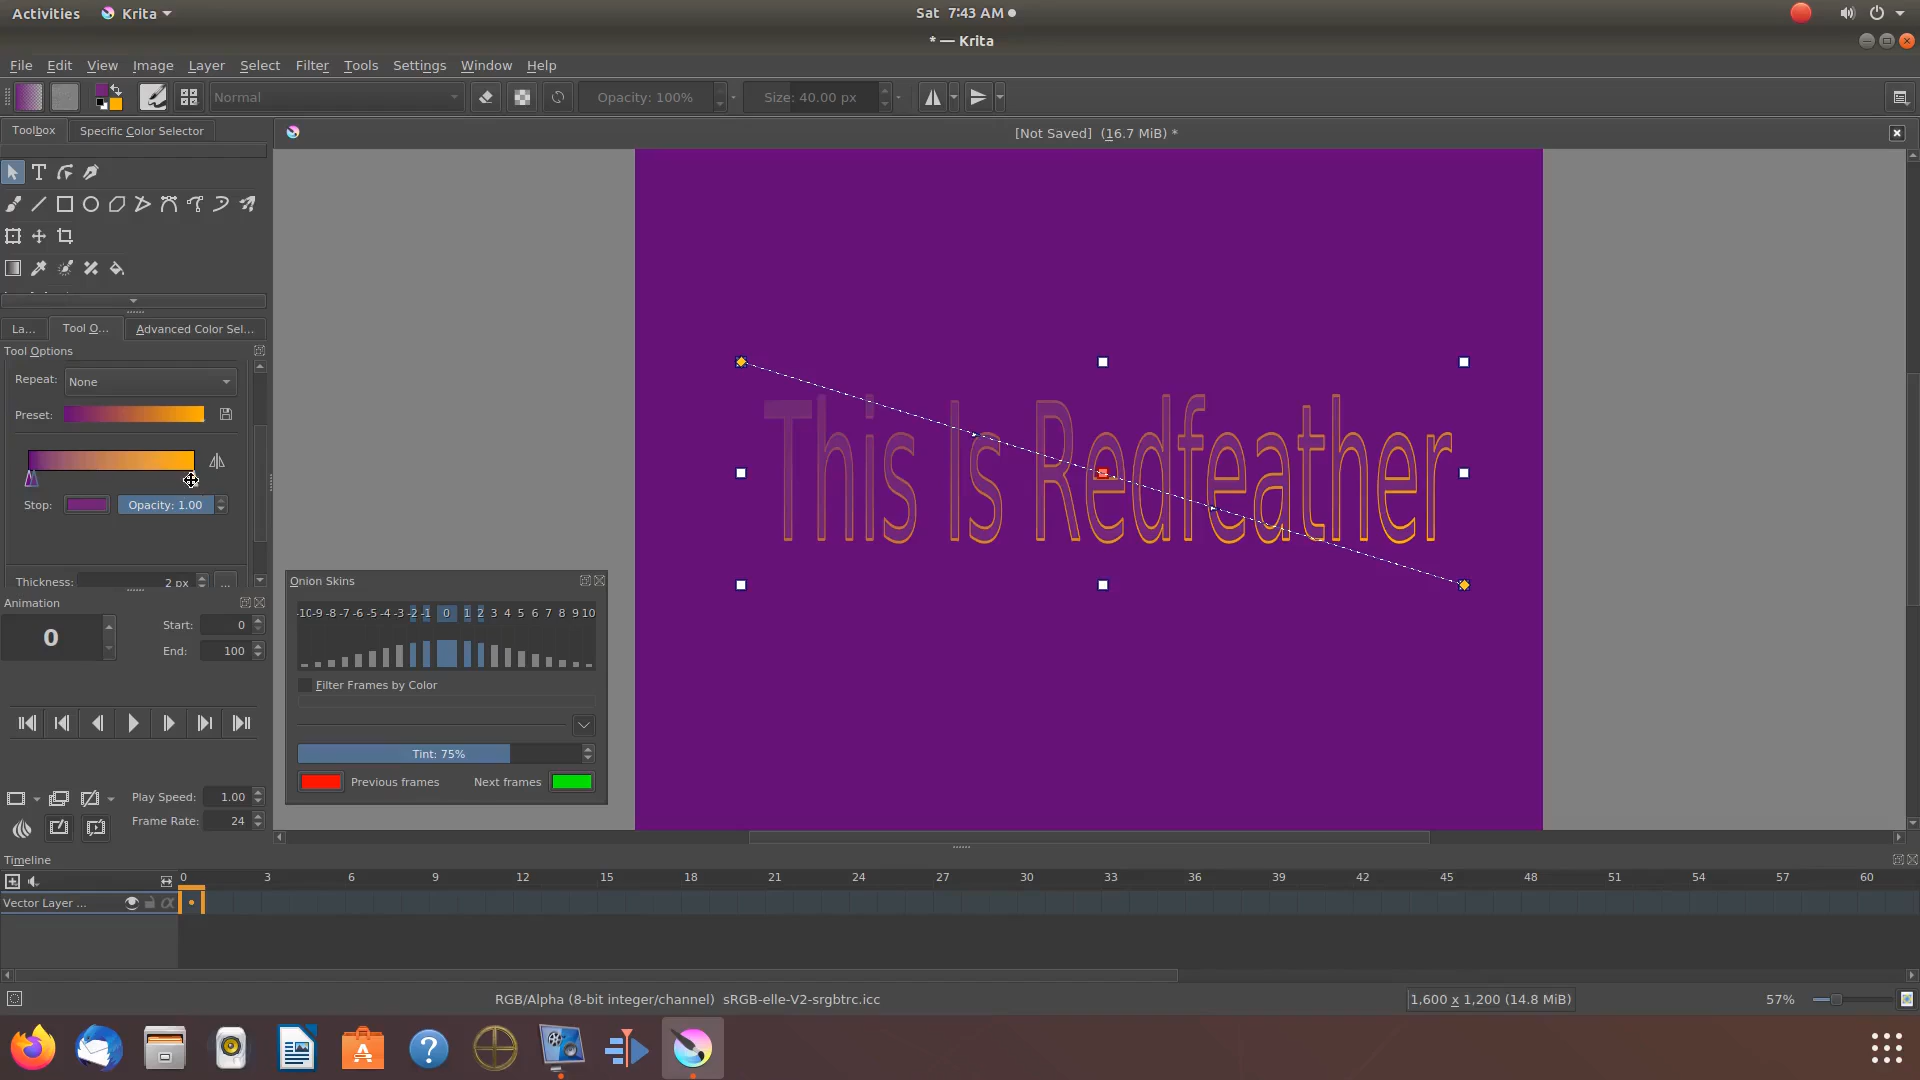 Activities Krita Sat 7:43 AM
* — Krita
File Edit View Image Layer Select Filter Tools Settings Window Help
Normal Opacity: 100% Size: 40.00 px
Toolbox Specific Color Selector
[Not Saved] (16.7 MiB) *
La... Tool O... Advanced Color Sel...
Tool Options
Repeat: None
Preset:
Stop: Opacity: 1.00
Thickness: 2 px ...
This Is Redfeather
Onion Skins
-10 -9 -8 -7 -6 -5 -4 -3 -2 -1 0 1 2 3 4 5 6 7 8 9 10
Filter Frames by Color
Tint: 75%
Previous frames Next frames
Animation
0 Start: 0
End: 100
Play Speed: 1.00
Frame Rate: 24
Timeline
0 3 6 9 12 15 18 21 24 27 30 33 36 39 42 45 48 51 54 57 60
Vector Layer ...
RGB/Alpha (8-bit integer/channel) sRGB-elle-V2-srgbtrc.icc 1,600 x 1,200 (14.8 MiB) 57%